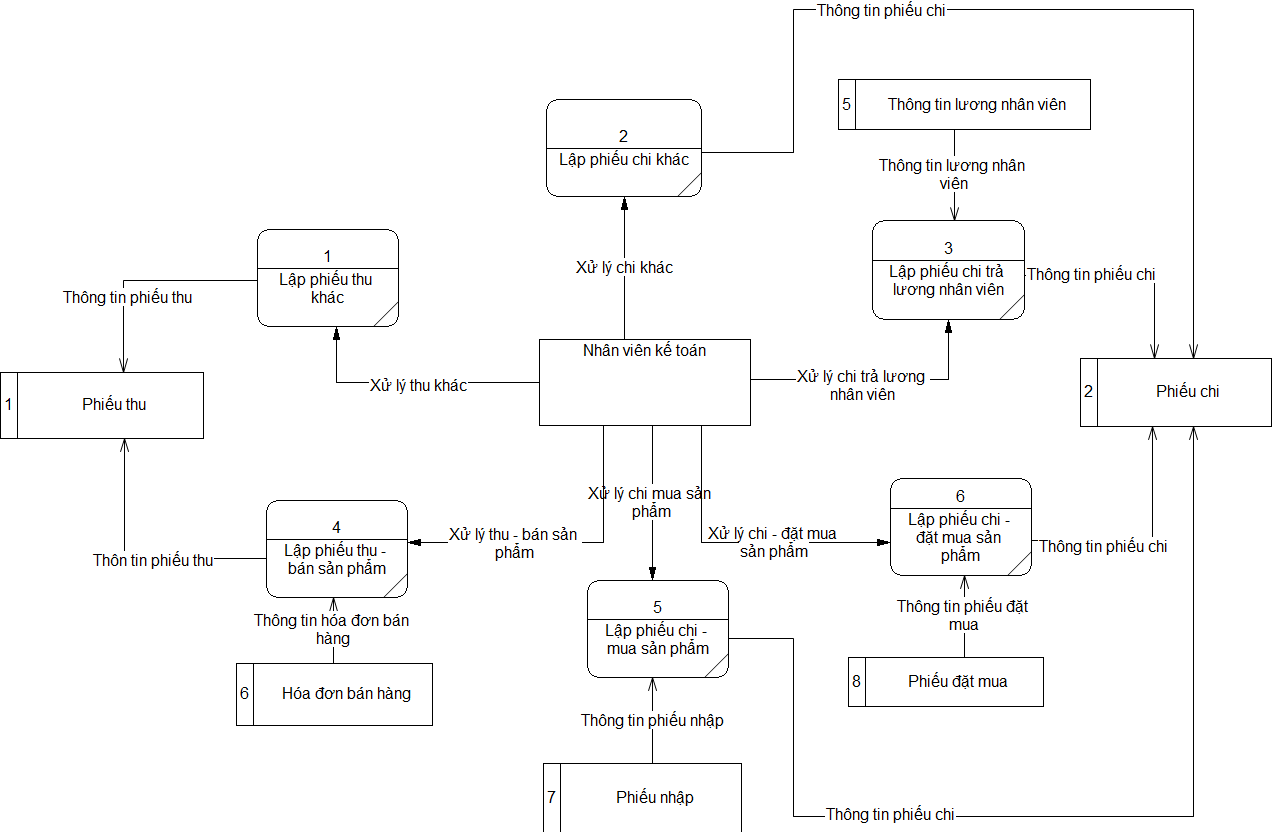 Thông tin phiếu chi
5
Thông tin lương nhân viên
2
Lập phiếu chi khác
Thông tin lương nhân
viên
1
Lập phiếu thu
khác
3
Lập phiếu chi trả
lương nhân viên
Thông tin phiếu chi
Xử lý chi khác
Thông tin phiếu thu
Nhân viên kế toán
Xử lý thu khác
Xử lý chi trả lương
nhân viên
1
Phiếu thu
2
Phiếu chi
Xử lý chi mua sản
phẩm
4
Lập phiếu thu -
bán sản phẩm
Xử lý thu - bán sản
phẩm
Xử lý chi - đặt mua
sản phẩm
6
Lập phiếu chi -
đặt mua sản
phẩm
Thông tin phiếu chi
Thôn tin phiếu thu
Thông tin hóa đơn bán
hàng
5
Lập phiếu chi -
mua sản phẩm
Thông tin phiếu đặt
mua
6
Hóa đơn bán hàng
8
Phiếu đặt mua
Thông tin phiếu nhập
7
Phiếu nhập
Thông tin phiếu chi